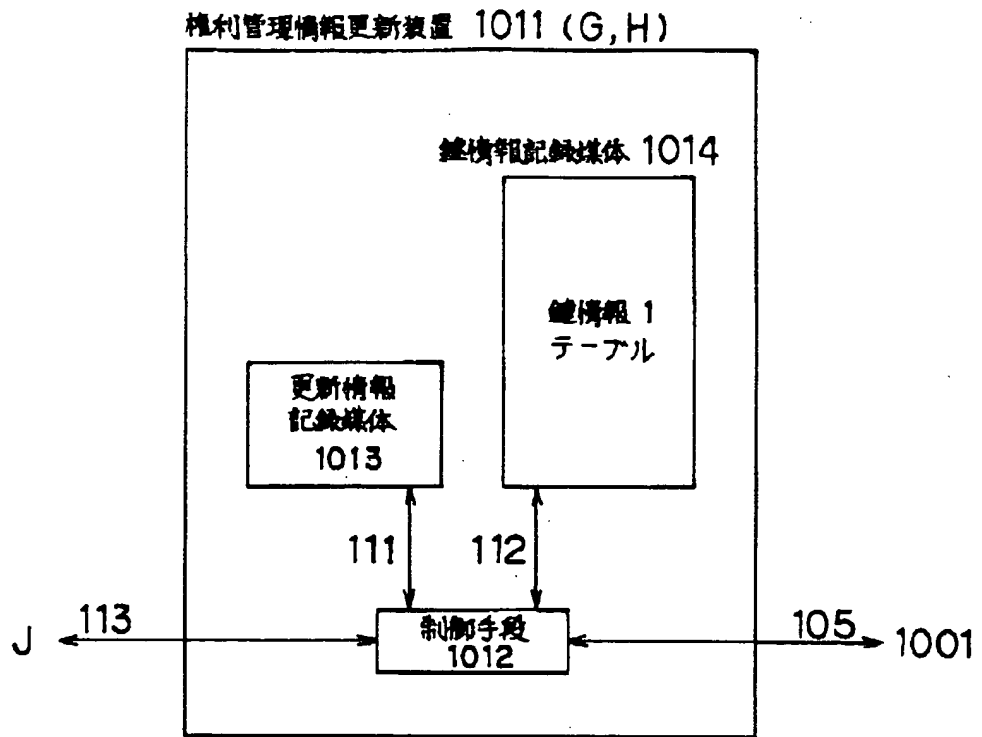 権利管理情報更新装置 1011 (G,H)
鍵情報記録媒体 1014
鍵情報 1
テーブル
更新情報
記録媒体
1013
111
112
制御手段
1012
J
113
105
1001